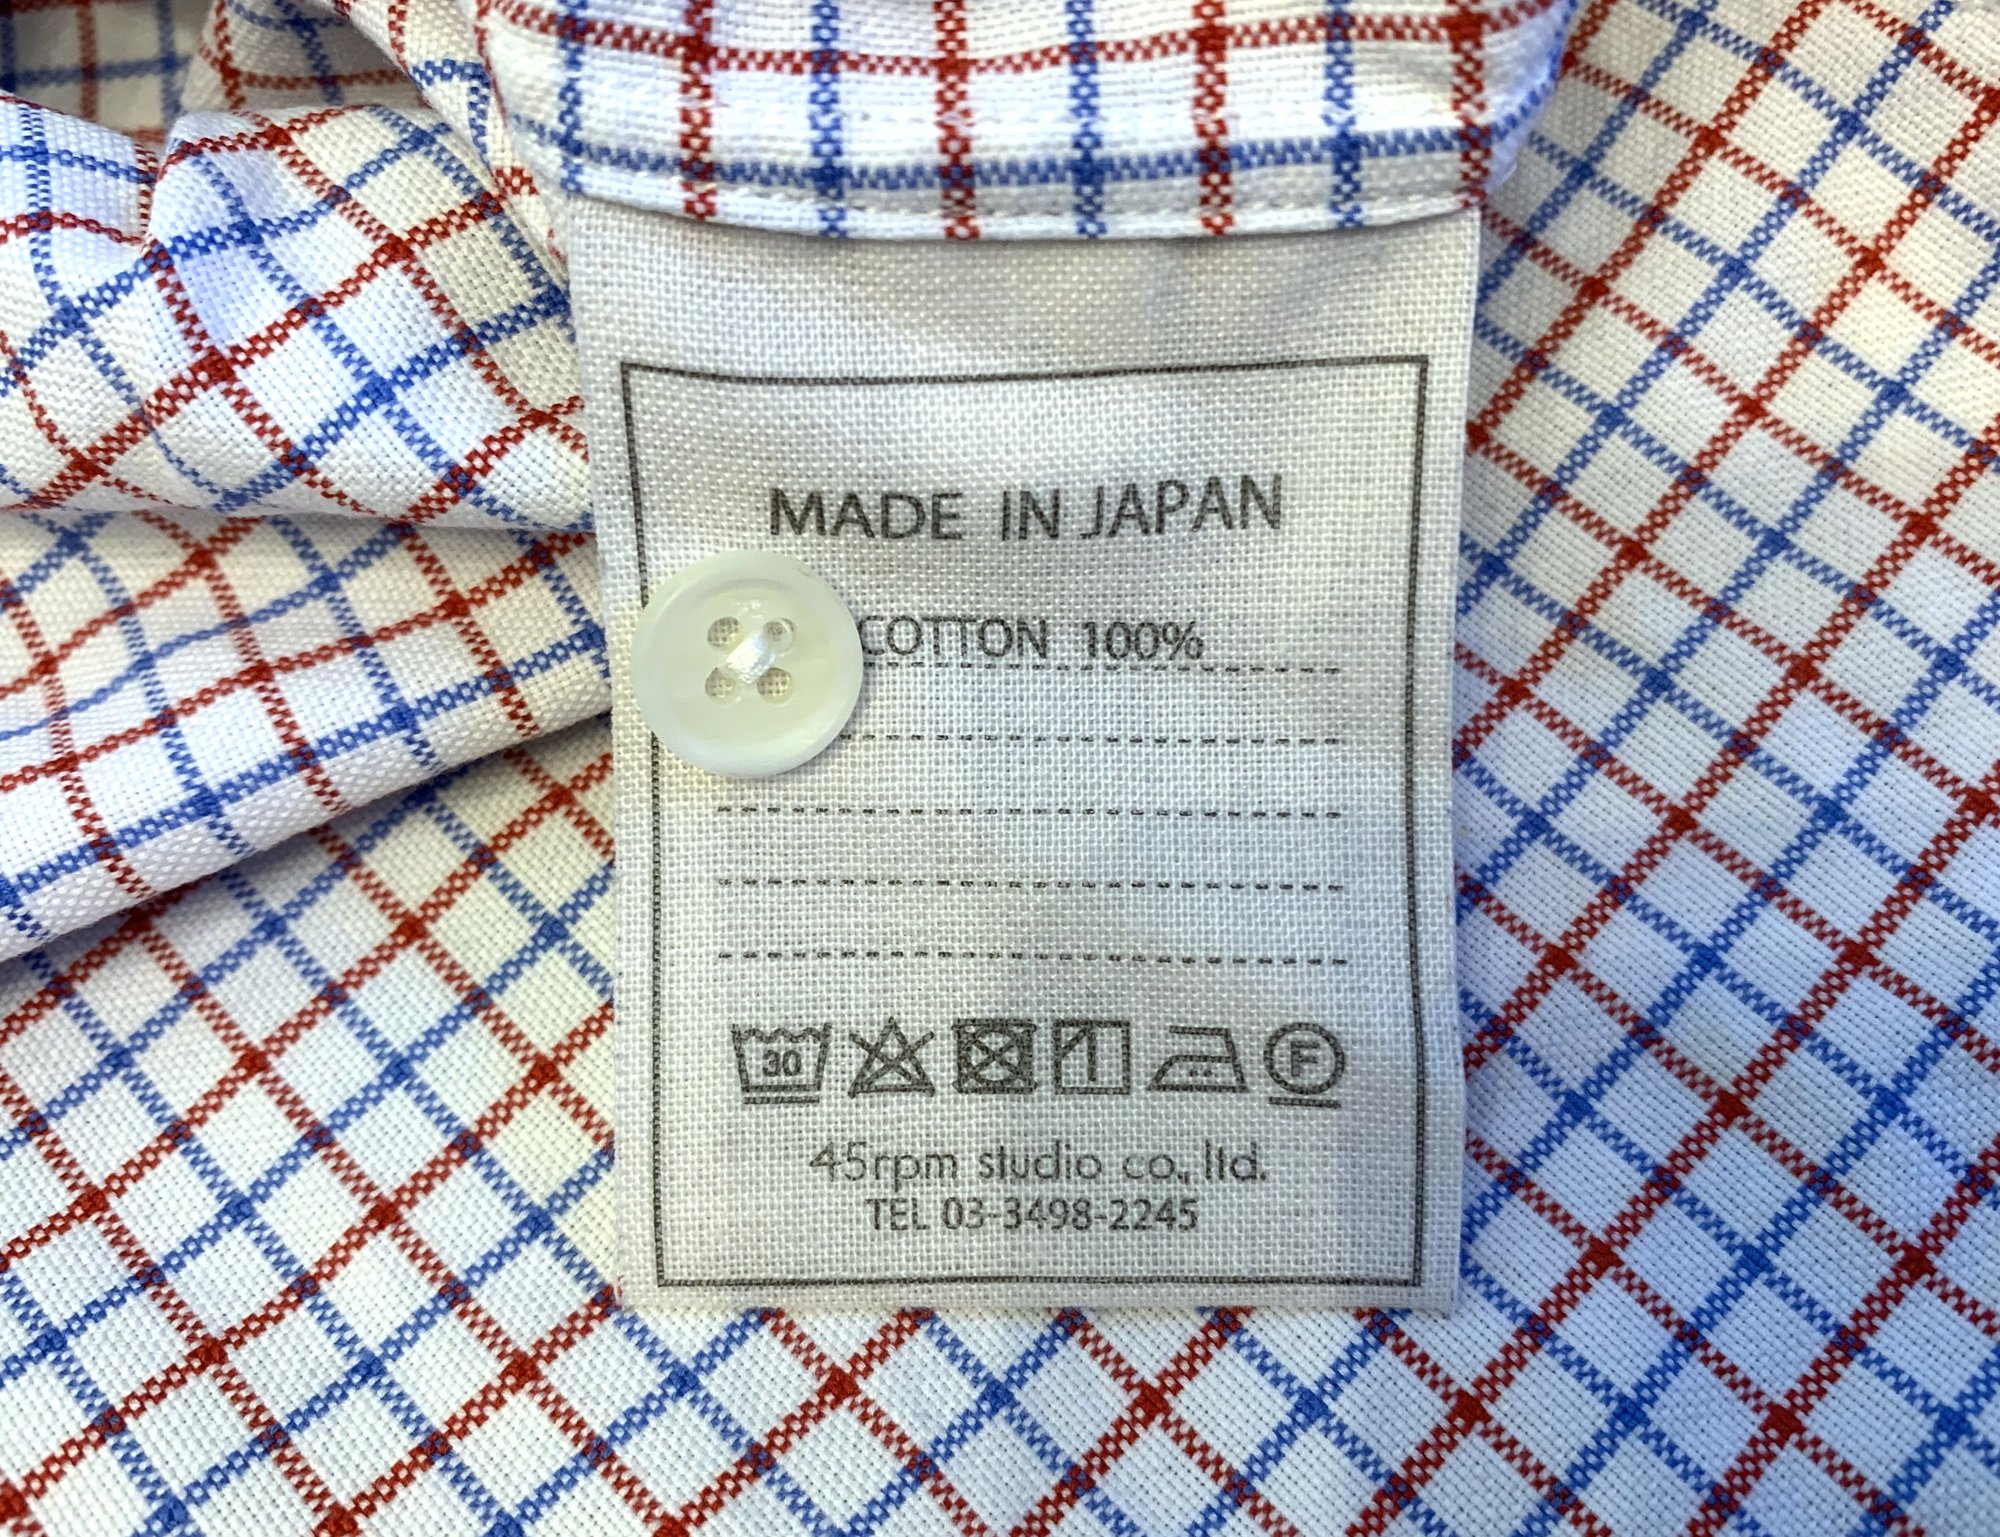 MADE IN JAPAN
COTTON 100%
30
F
45rpm studio co., ltd.
TEL 03-3498-2245